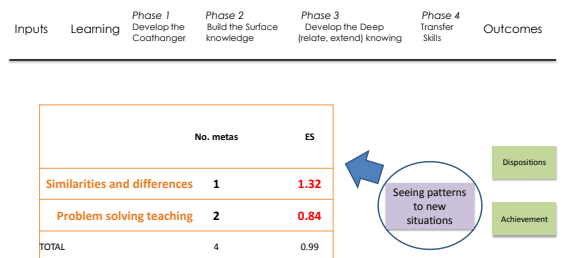 Inputs
Learning
Phase 1
Develop the
Coathanger
Phase 2
Build the Surface
knowledge
Phase 3
Develop the Deep
(relate, extend) knowing
Phase 4
Transfer
Skills
Outcomes
No. metas ES
Similarities and differences 1 1.32
Problem solving teaching 2 0.84
TOTAL 4 0.99
Seeing patterns
to new
situations
Dispositions
Achievement